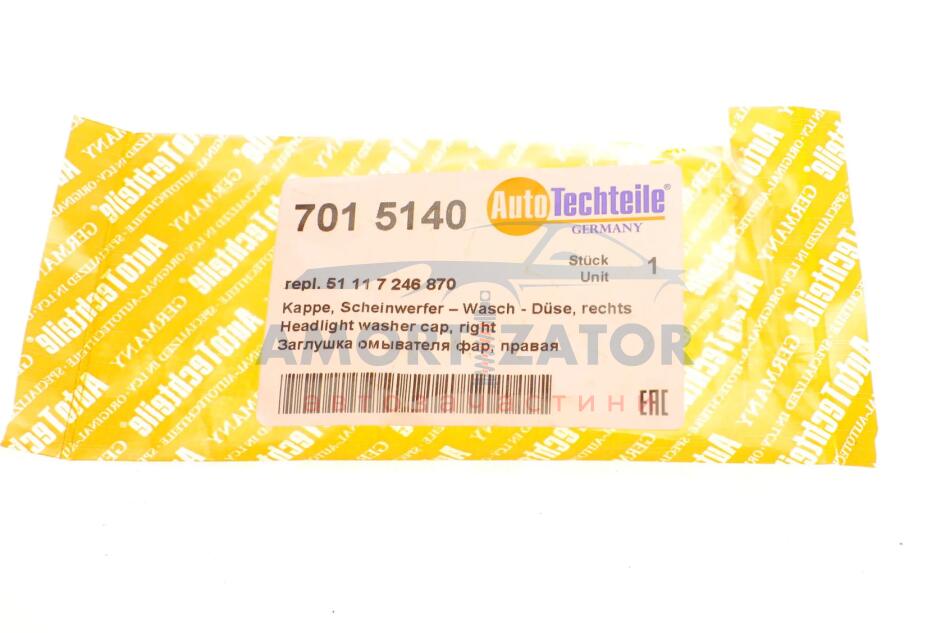 701 5140
AutoTechteile®
GERMANY
Stück
Unit
1
repl. 51 11 7 246 870
Kappe, Scheinwerfer – Wasch - Düse, rechts
Headlight washer cap, right
Заглушка омывателя фар, правая
AMORTIZATOR
автозапчастини
EAC